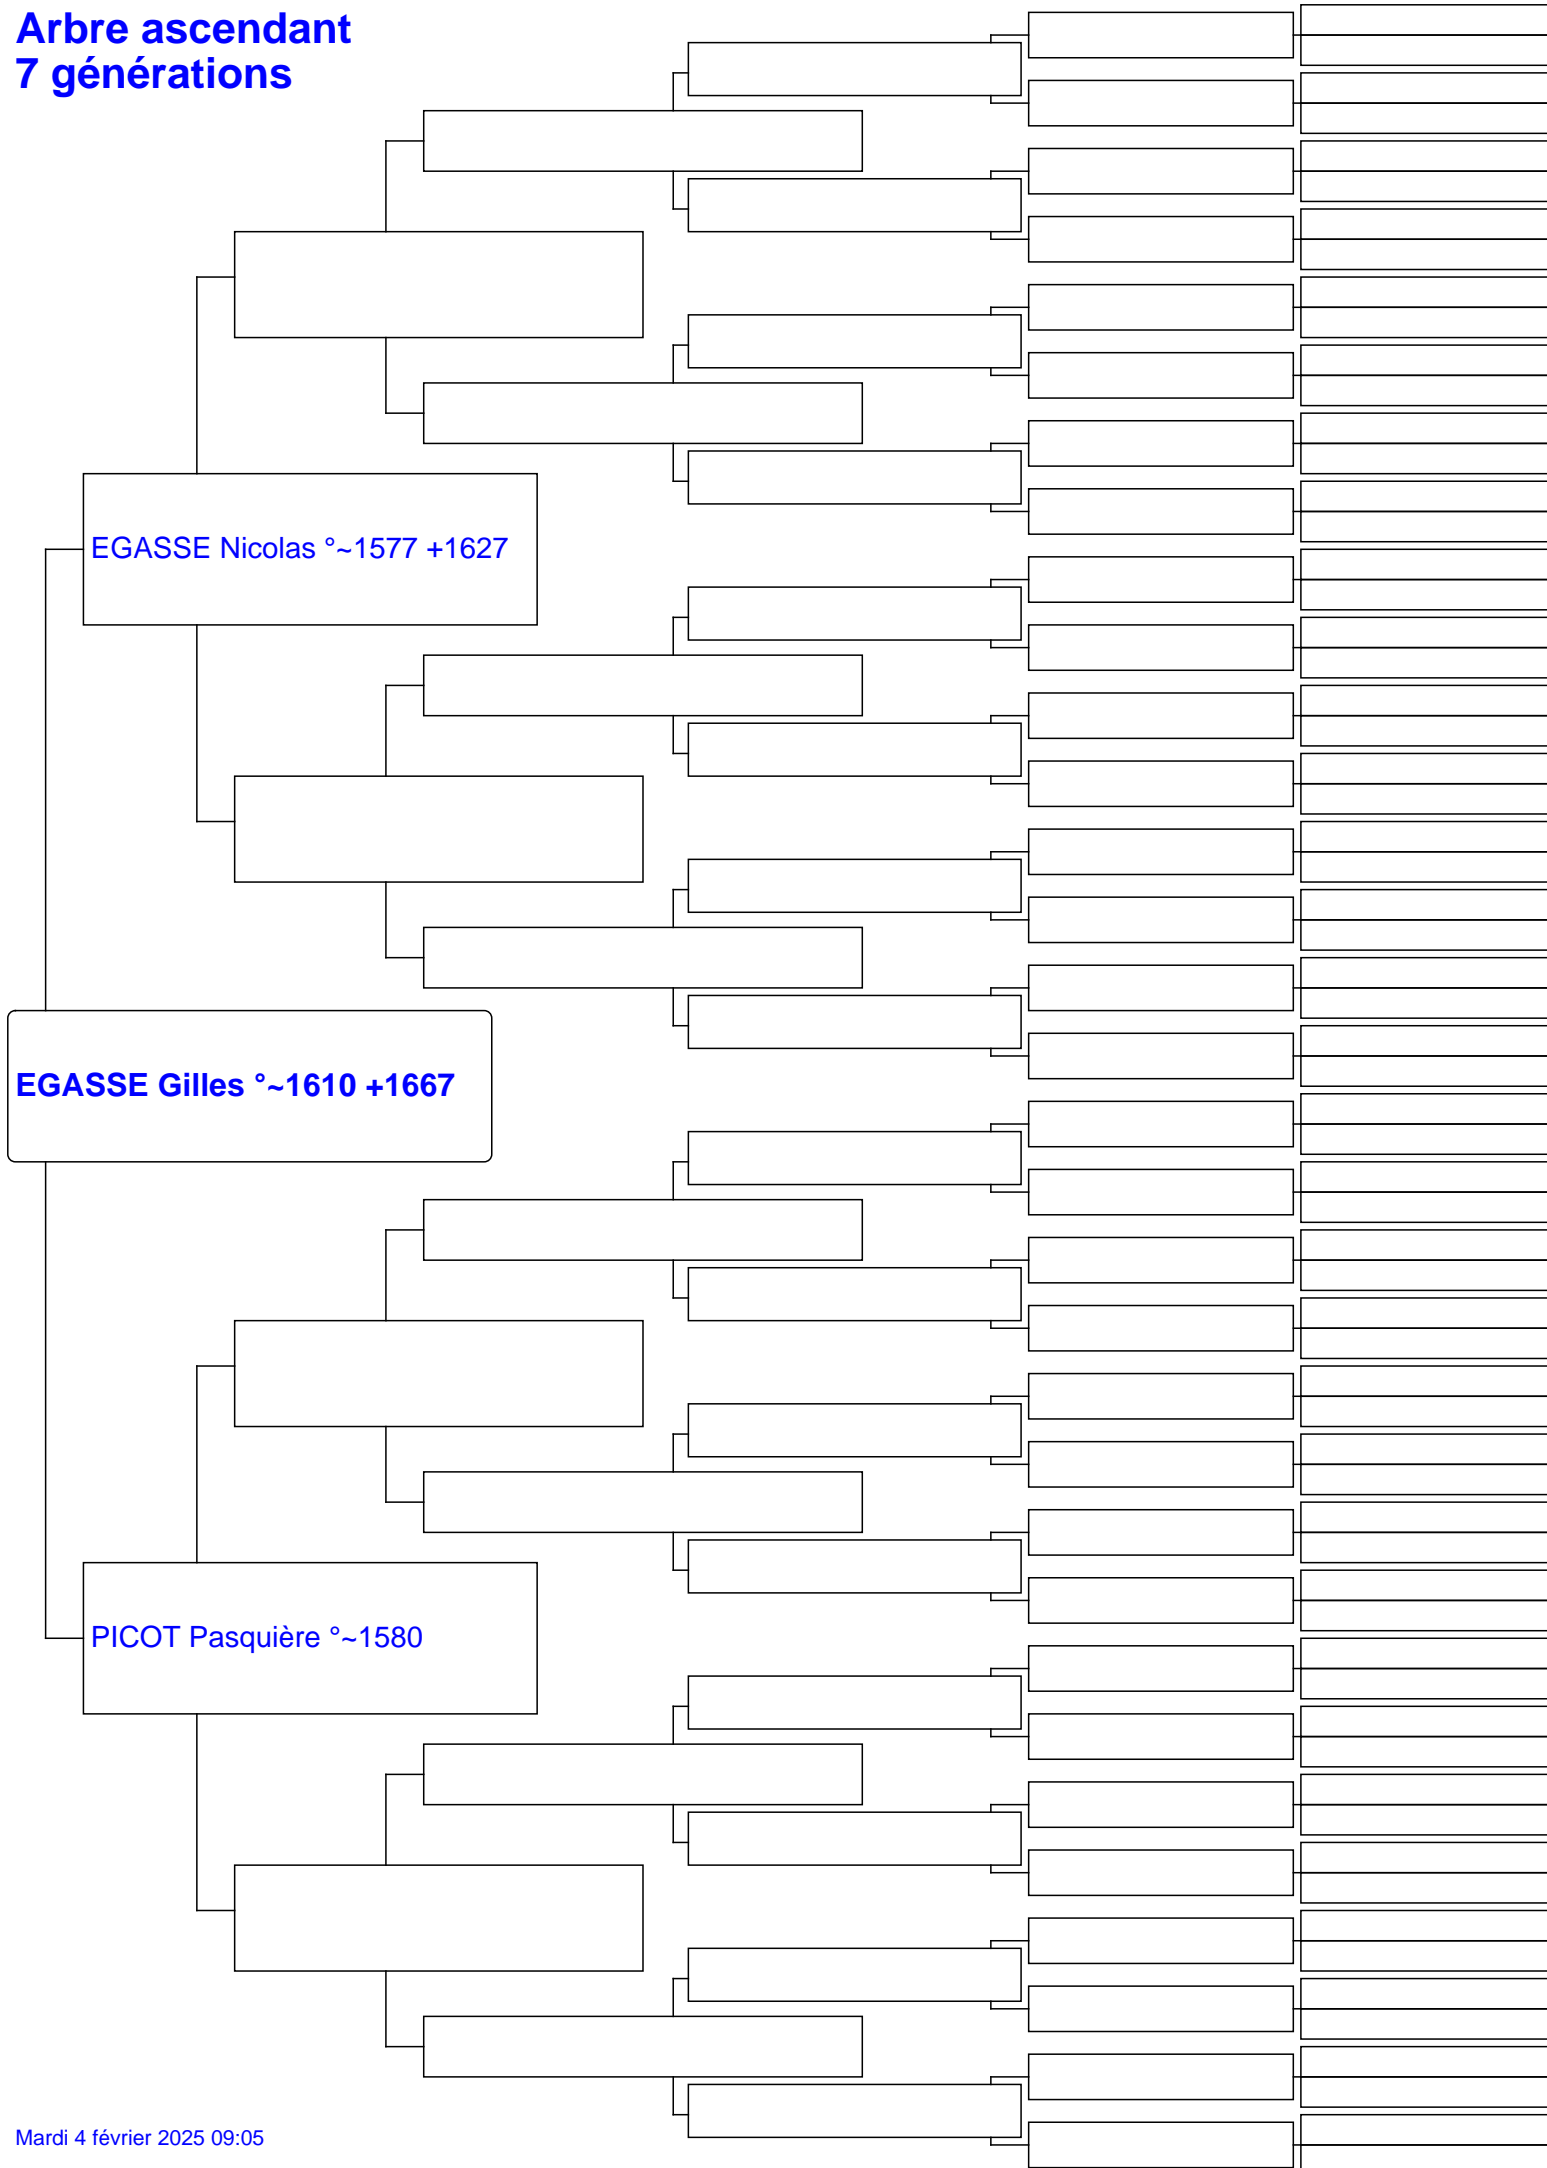 Arbre ascendant
7 générations
EGASSE Nicolas °~1577 +1627
EGASSE Gilles °~1610 +1667
PICOT Pasquière °~1580
Mardi 4 février 2025 09:05